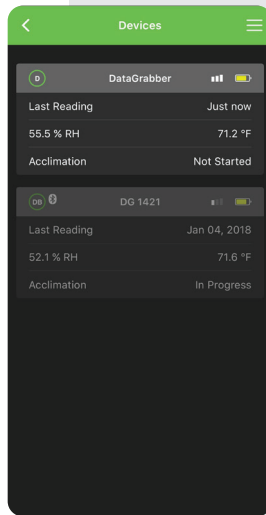 Devices
D DataGrabber
Last Reading Just now
55.5 % RH 71.2 °F
Acclimation Not Started
DB DG 1421
Last Reading Jan 04, 2018
52.1 % RH 71.6 °F
Acclimation In Progress